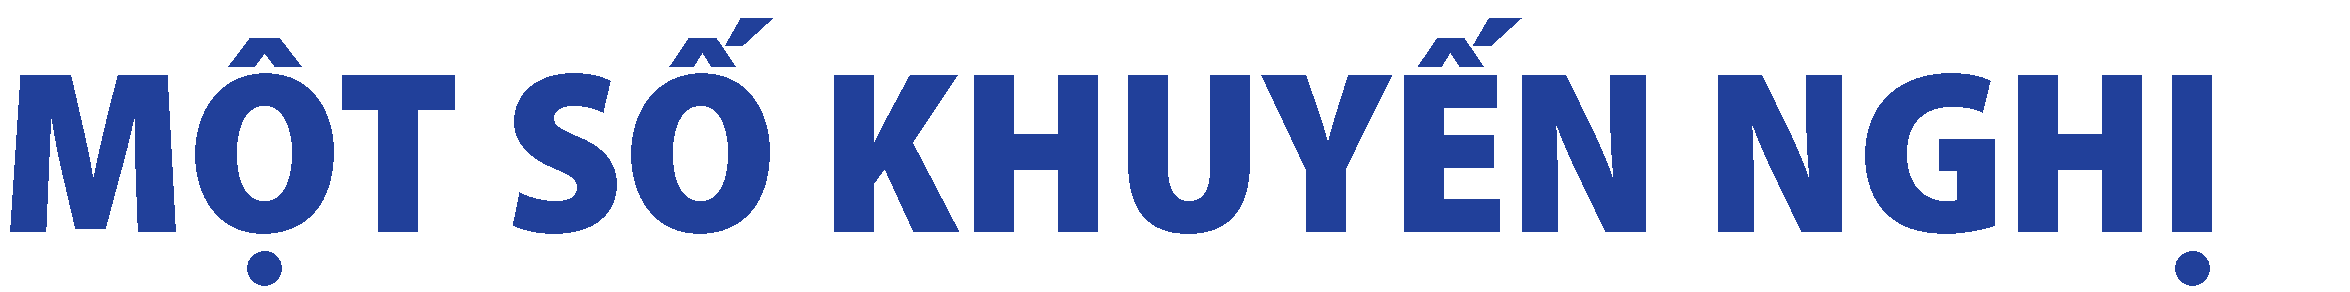 MỘT SỐ KHUYẾN NGHỊ